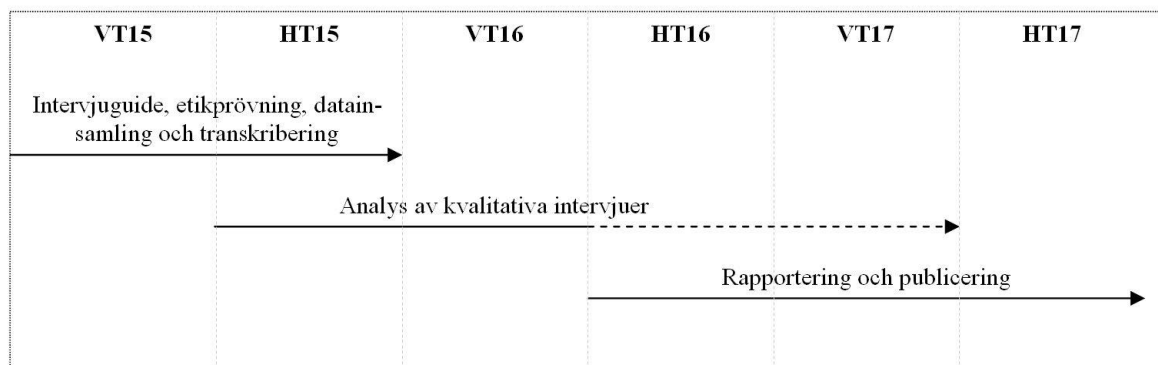 VT15 HT15 VT16 HT16 VT17 HT17
Intervjuguide, etikprövning, datain-
samling och transkribering
Analys av kvalitativa intervjuer
Rapportering och publicering